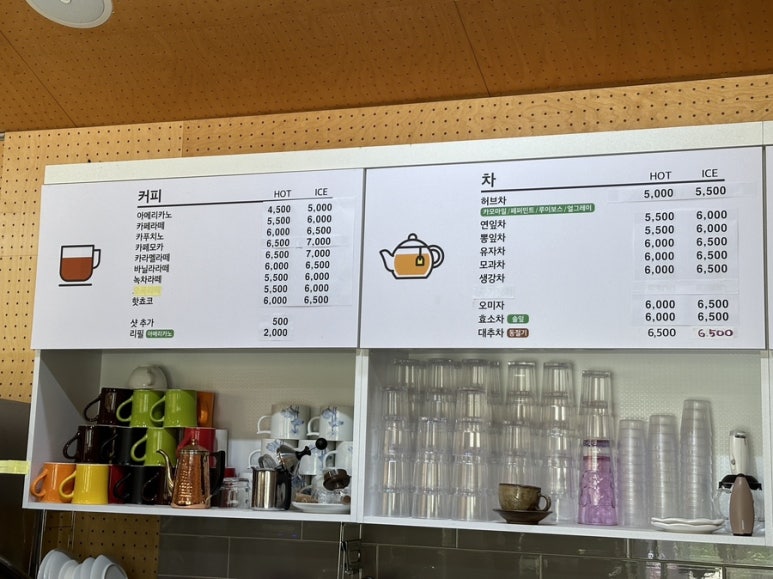 커피 HOT ICE
아메리카노 4,500 5,000
카페라떼 5,500 6,000
카푸치노 6,000 6,500
카페모카 6,500 7,000
카라멜라떼 6,500 7,000
바닐라라떼 6,000 6,500
녹차라떼 5,500 6,000
5,500 6,000
핫쵸코 6,000 6,500
샷 추가 500
리필 아메리카노 2,000
차 HOT ICE
허브차 5,000 5,500
카모마일 / 페퍼민트 / 루이보스 / 얼그레이
연잎차 5,500 6,000
뽕잎차 5,500 6,000
유자차 6,000 6,500
모과차 6,000 6,500
생강차 6,000 6,500
오미자 6,000 6,500
효소차 솔잎 6,000 6,500
대추차 동절기 6,500 6,500